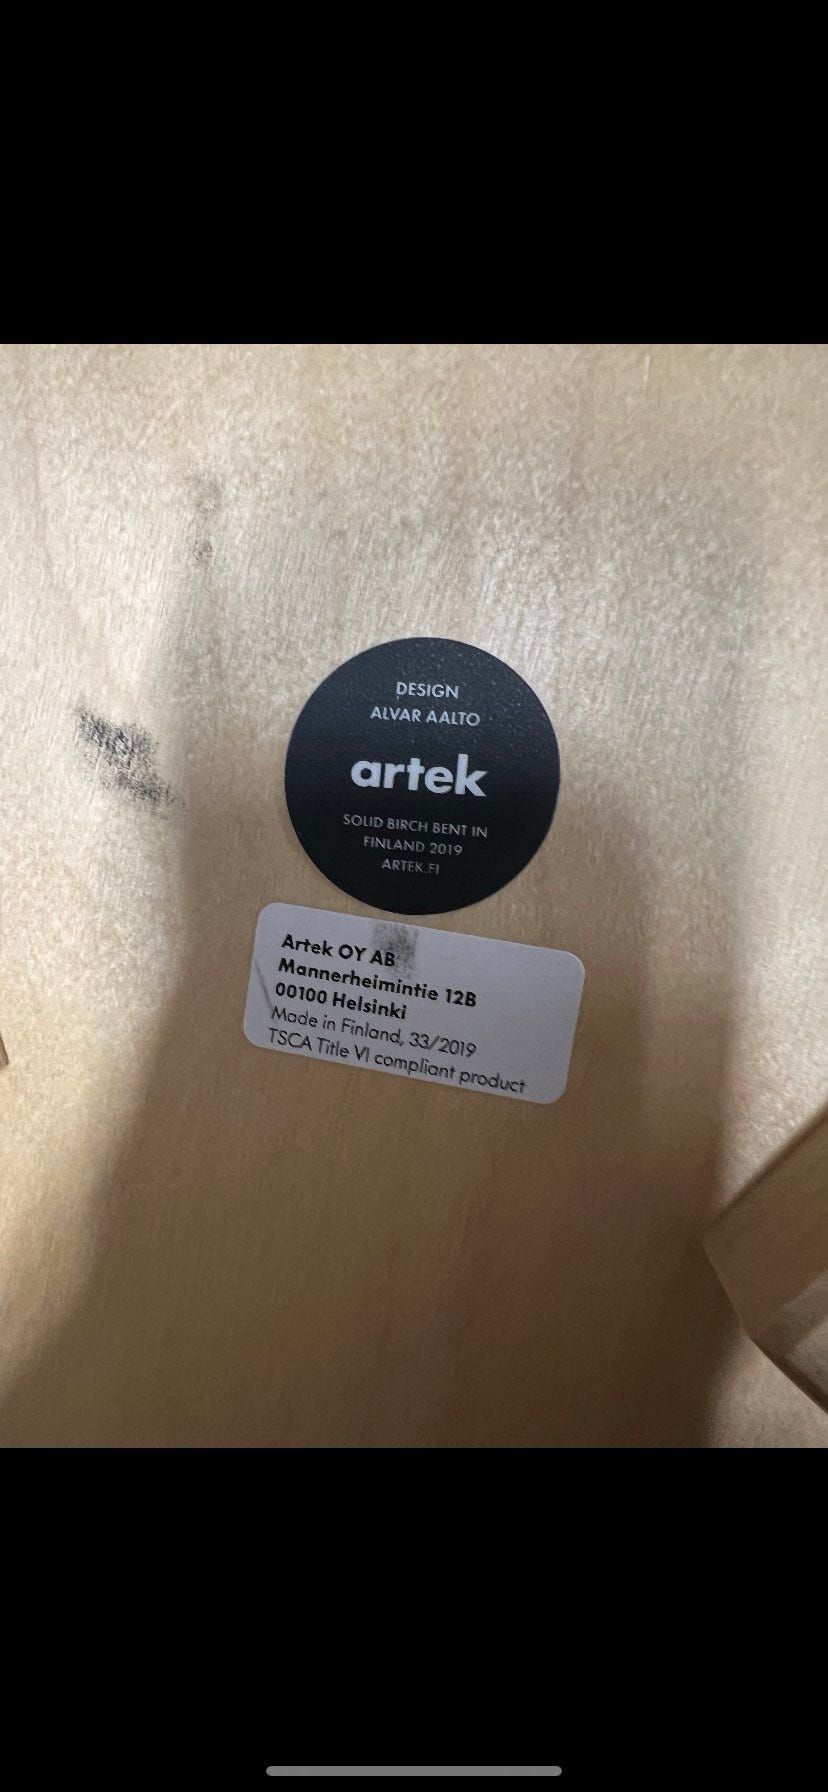 DESIGN
ALVAR AALTO
artek
SOLID BIRCH BENT IN
FINLAND 2019
ARTEK.FI
Artek OY AB
Mannerheimintie 12B
00100 Helsinki
Made in Finland, 33/2019
TSCA Title VI compliant product